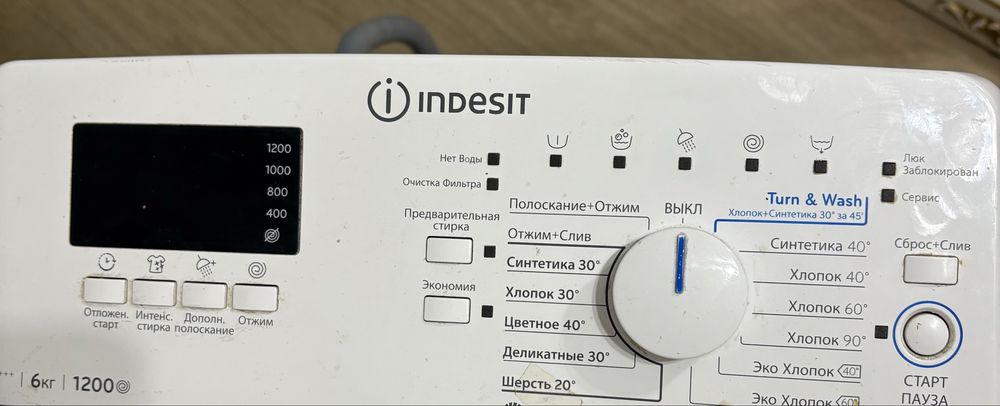 INDESIT
1200
1000
800
400
Отложен.
старт
Интенс.
стирка
Дополн.
полоскание
Отжим
+++ | 6кг | 1200
Нет Воды
Очистка Фильтра
Предварительная
стирка
Экономия
Полоскание+Отжим
Отжим+Слив
Синтетика 30°
Хлопок 30°
Цветное 40°
Деликатные 30°
Шерсть 20°
ВЫКЛ
Turn & Wash
Хлопок+Синтетика 30° за 45'
Синтетика 40°
Хлопок 40°
Хлопок 60°
Хлопок 90°
Эко Хлопок 40°
Эко Хлопок 60°
Люк
Заблокирован
Сервис
Сброс+Слив
СТАРТ
ПАУЗА